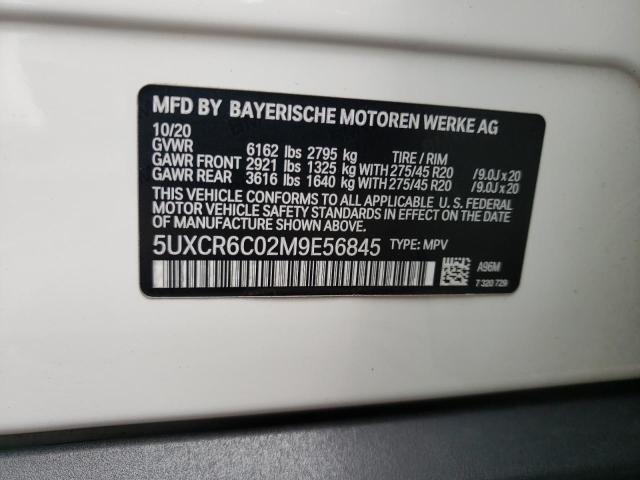 MFD BY BAYERISCHE MOTOREN WERKE AG
10/20
GVWR 6162 lbs 2795 kg TIRE / RIM
GAWR FRONT 2921 lbs 1325 kg WITH 275/45 R20 /9.0J x 20
GAWR REAR 3616 lbs 1640 kg WITH 275/45 R20 /9.0J x 20
THIS VEHICLE CONFORMS TO ALL APPLICABLE U. S. FEDERAL
MOTOR VEHICLE SAFETY STANDARDS IN EFFECT ON THE DATE
OF MANUFACTURE SHOWN ABOVE.
5UXCR6C02M9E56845 TYPE: MPV
A96M
7 320 729